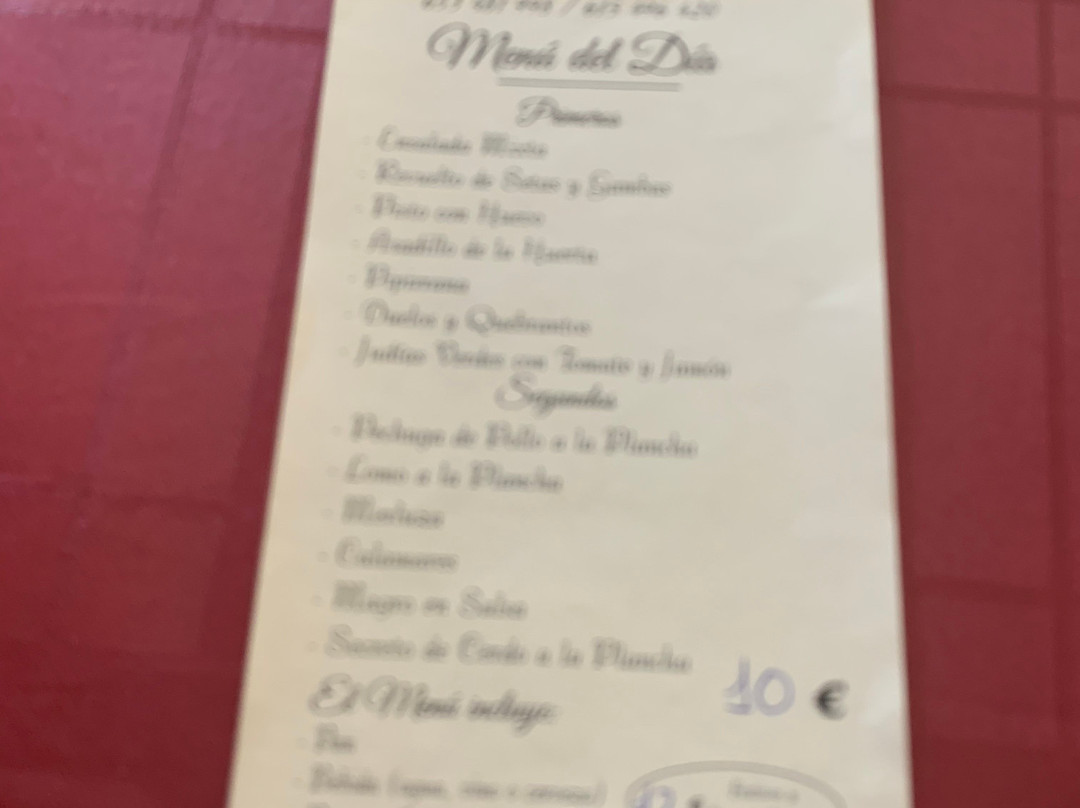 Menú del Día
Primeros
- Ensalada Mixta
- Revuelto de Setas y Gambas
- Pisto con Huevo
- Asadillo de la Huerta
- Pipirrana
- Duelos y Quebrantos
- Judías Verdes con Tomate y Jamón
Segundos
- Pechuga de Pollo a la Plancha
- Lomo a la Plancha
- Merluza
- Calamares
- Magro en Salsa
- Secreto de Cerdo a la Plancha
10 €
El Menú incluye:
- Pan
- Bebida (agua, vino o cerveza)